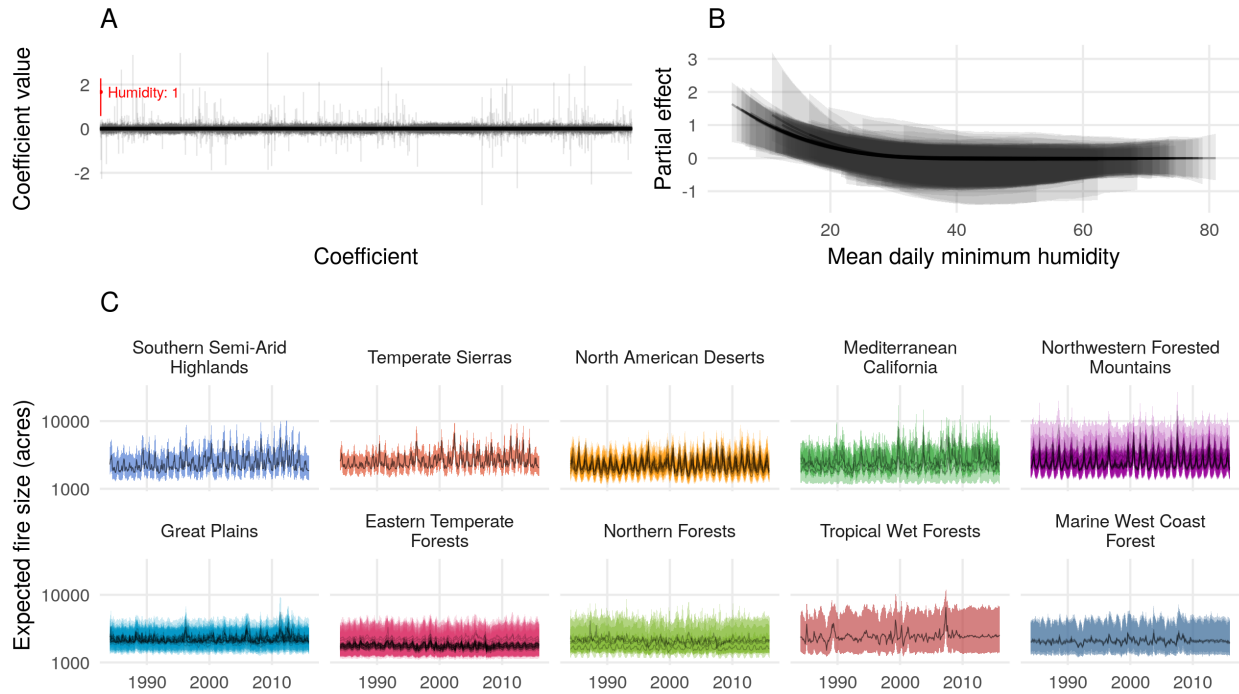 A
Coefficient value
2
0
-2
Humidity: 1
Coefficient
B
Partial effect
3
2
1
0
-1
20
40
60
80
Mean daily minimum humidity
C
Expected fire size (acres)
Southern Semi-Arid
Highlands
Temperate Sierras
North American Deserts
Mediterranean
California
Northwestern Forested
Mountains
10000
1000
Great Plains
Eastern Temperate
Forests
Northern Forests
Tropical Wet Forests
Marine West Coast
Forest
10000
1000
1990 2000 2010
1990 2000 2010
1990 2000 2010
1990 2000 2010
1990 2000 2010